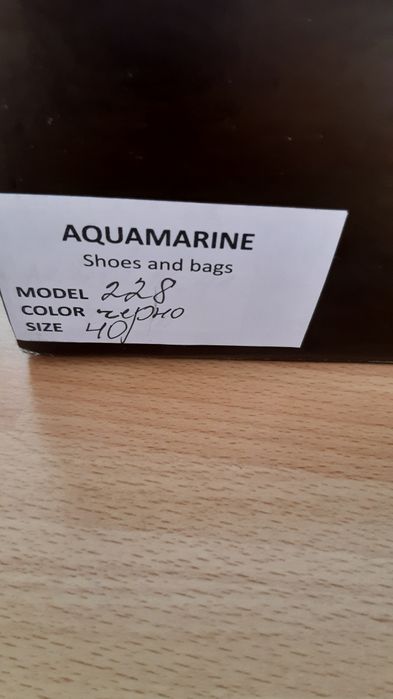 AQUAMARINE
Shoes and bags
MODEL 228
COLOR черно
SIZE 40